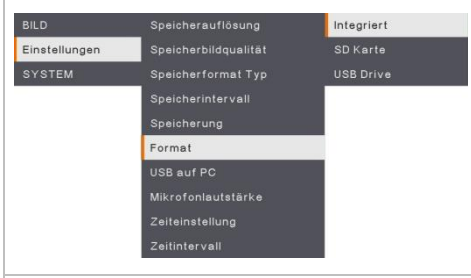 BILD
Einstellungen
SYSTEM
Speicherauflösung
Speicherbildqualität
Speicherformat Typ
Speicherintervall
Speicherung
Format
USB auf PC
Mikrofonlautstärke
Zeiteinstellung
Zeitintervall
Integriert
SD Karte
USB Drive